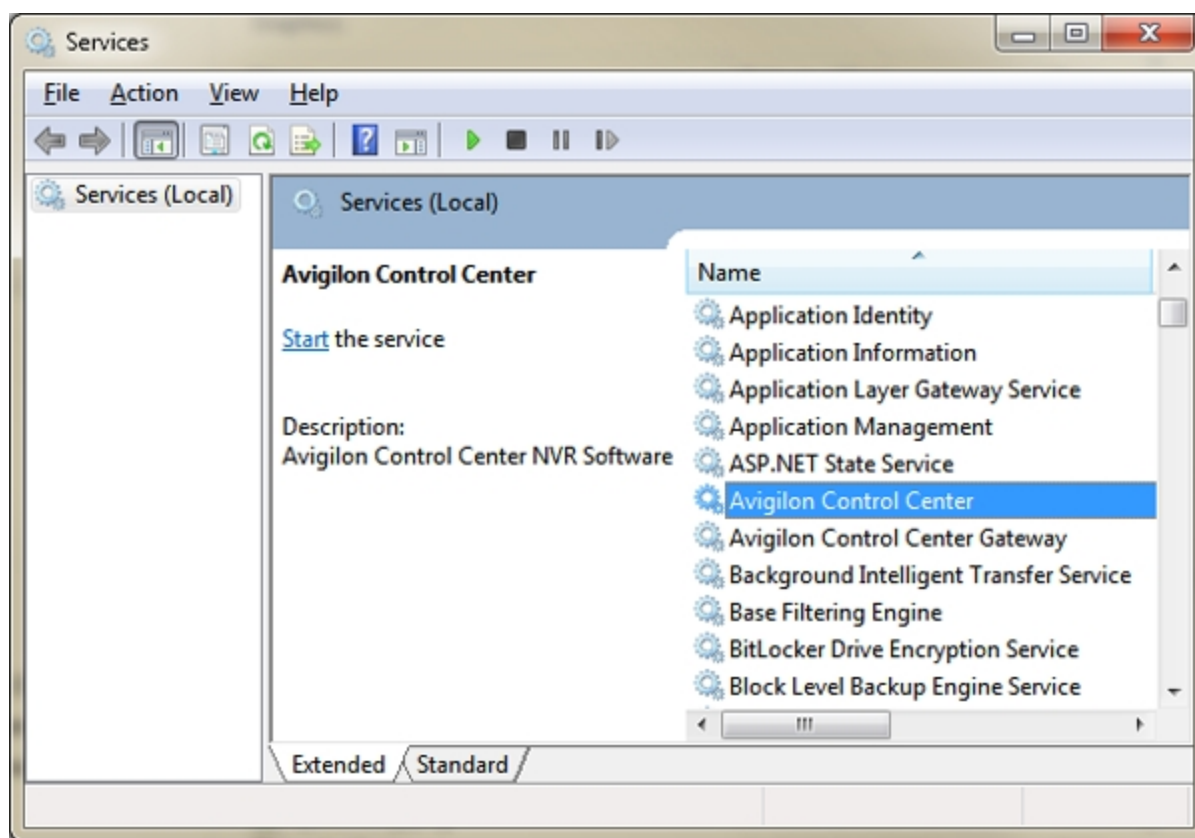 Services
File Action View Help
Services (Local)
Services (Local)
Avigilon Control Center
Start the service
Description:
Avigilon Control Center NVR Software
Name
Application Identity
Application Information
Application Layer Gateway Service
Application Management
ASP.NET State Service
Avigilon Control Center
Avigilon Control Center Gateway
Background Intelligent Transfer Service
Base Filtering Engine
BitLocker Drive Encryption Service
Block Level Backup Engine Service
Extended Standard